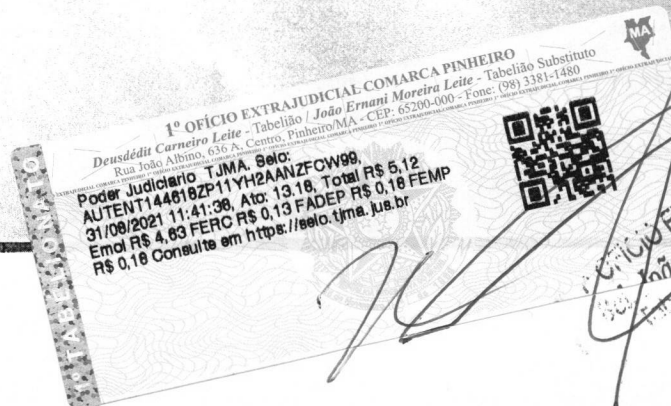 MA
1º OFÍCIO EXTRAJUDICIAL COMARCA PINHEIRO
Deusdédit Carneiro Leite - Tabelião / João Ernani Moreira Leite - Tabelião Substituto
Rua João Albino, 636 A, Centro, Pinheiro/MA - CEP: 65200-000 - Fone: (98) 3381-1480
Poder Judiciário TJMA. Selo:
AUTENT144618ZP11YH2AANZFCW99,
31/08/2021 11:41:36, Ato: 13.18, Total R$ 5,12
Emol R$ 4,63 FERC R$ 0,13 FADEP R$ 0,18 FEMP
R$ 0,18 Consulte em https://selo.tjma.jus.br
1º TABELIONATO